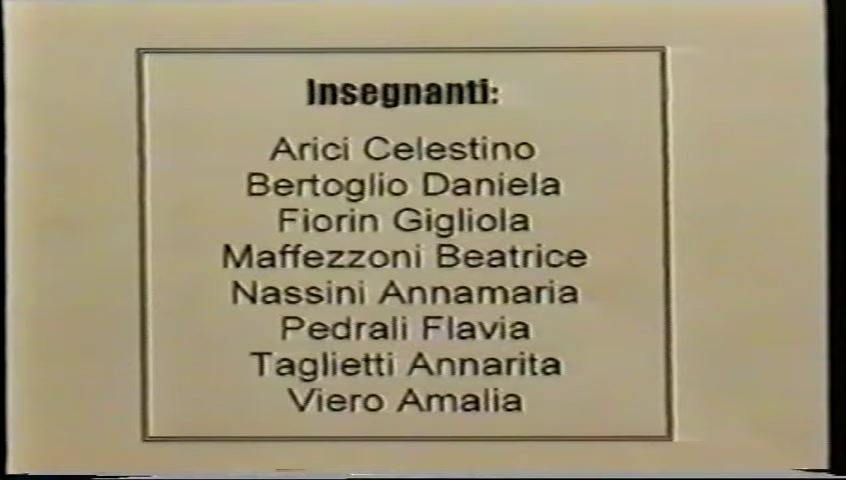 Insegnanti:
Arici Celestino
Bertoglio Daniela
Fiorin Gigliola
Maffezzoni Beatrice
Nassini Annamaria
Pedrali Flavia
Taglietti Annarita
Viero Amalia